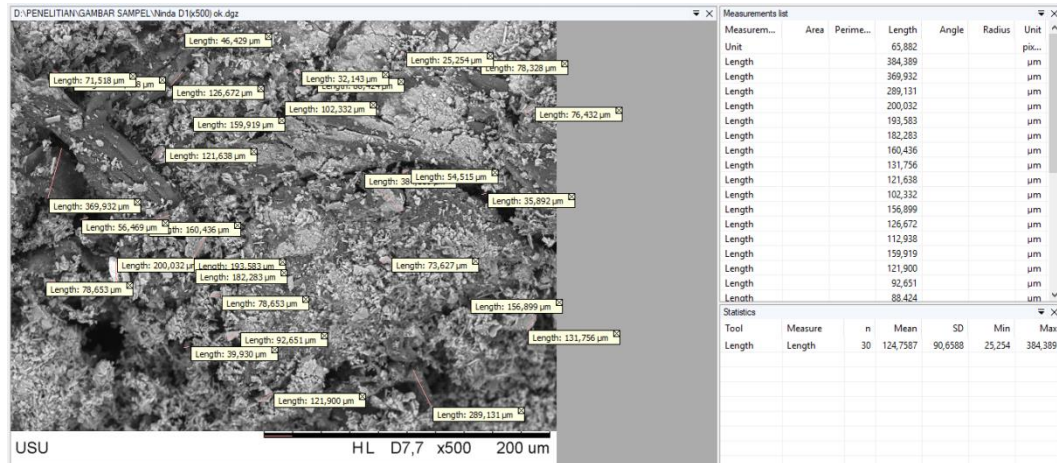 D:\PENELITIAN\GAMBAR SAMPEL\Ninda D1(x500) ok.dgz
Length: 46,429 µm
Length: 25,254 µm
Length: 78,328 µm
Length: 71,518 µm
Length: 32,143 µm
Length: 126,672 µm
Length: 102,332 µm
Length: 76,432 µm
Length: 159,919 µm
Length: 121,638 µm
Length: 54,515 µm
Length: 369,932 µm
Length: 35,892 µm
Length: 56,469 µm
160,436 µm
Length: 200,032 µm
Length: 193,583 µm
Length: 73,627 µm
Length: 182,283 µm
Length: 78,653 µm
Length: 78,653 µm
Length: 156,899 µm
Length: 92,651 µm
Length: 131,756 µm
Length: 39,930 µm
Length: 121,900 µm
Length: 289,131 µm
USU HL D7,7 x500 200 um
Measurements list
Measurem... Area Perime... Length Angle Radius Unit
Unit 65,882 pix...
Length 384,389 µm
Length 369,932 µm
Length 289,131 µm
Length 200,032 µm
Length 193,583 µm
Length 182,283 µm
Length 160,436 µm
Length 131,756 µm
Length 121,638 µm
Length 102,332 µm
Length 156,899 µm
Length 126,672 µm
Length 112,938 µm
Length 159,919 µm
Length 121,900 µm
Length 92,651 µm
Length 88,424 µm
Statistics
Tool Measure n Mean SD Min Max
Length Length 30 124,7587 90,6588 25,254 384,389